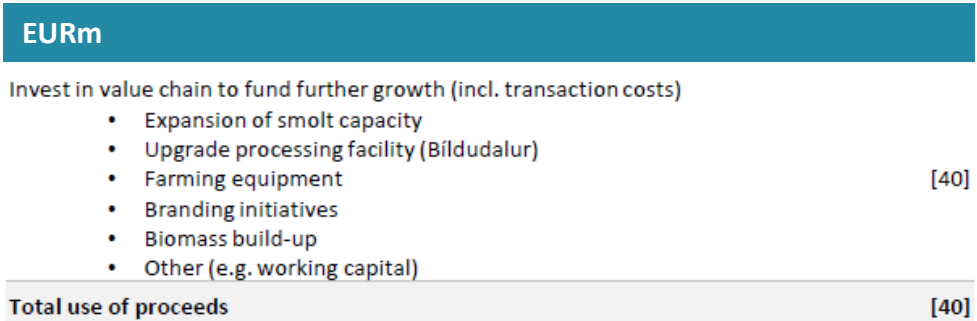 EURm
Invest in value chain to fund further growth (incl. transaction costs)
• Expansion of smolt capacity
• Upgrade processing facility (Bíldudalur)
• Farming equipment [40]
• Branding initiatives
• Biomass build-up
• Other (e.g. working capital)
Total use of proceeds [40]